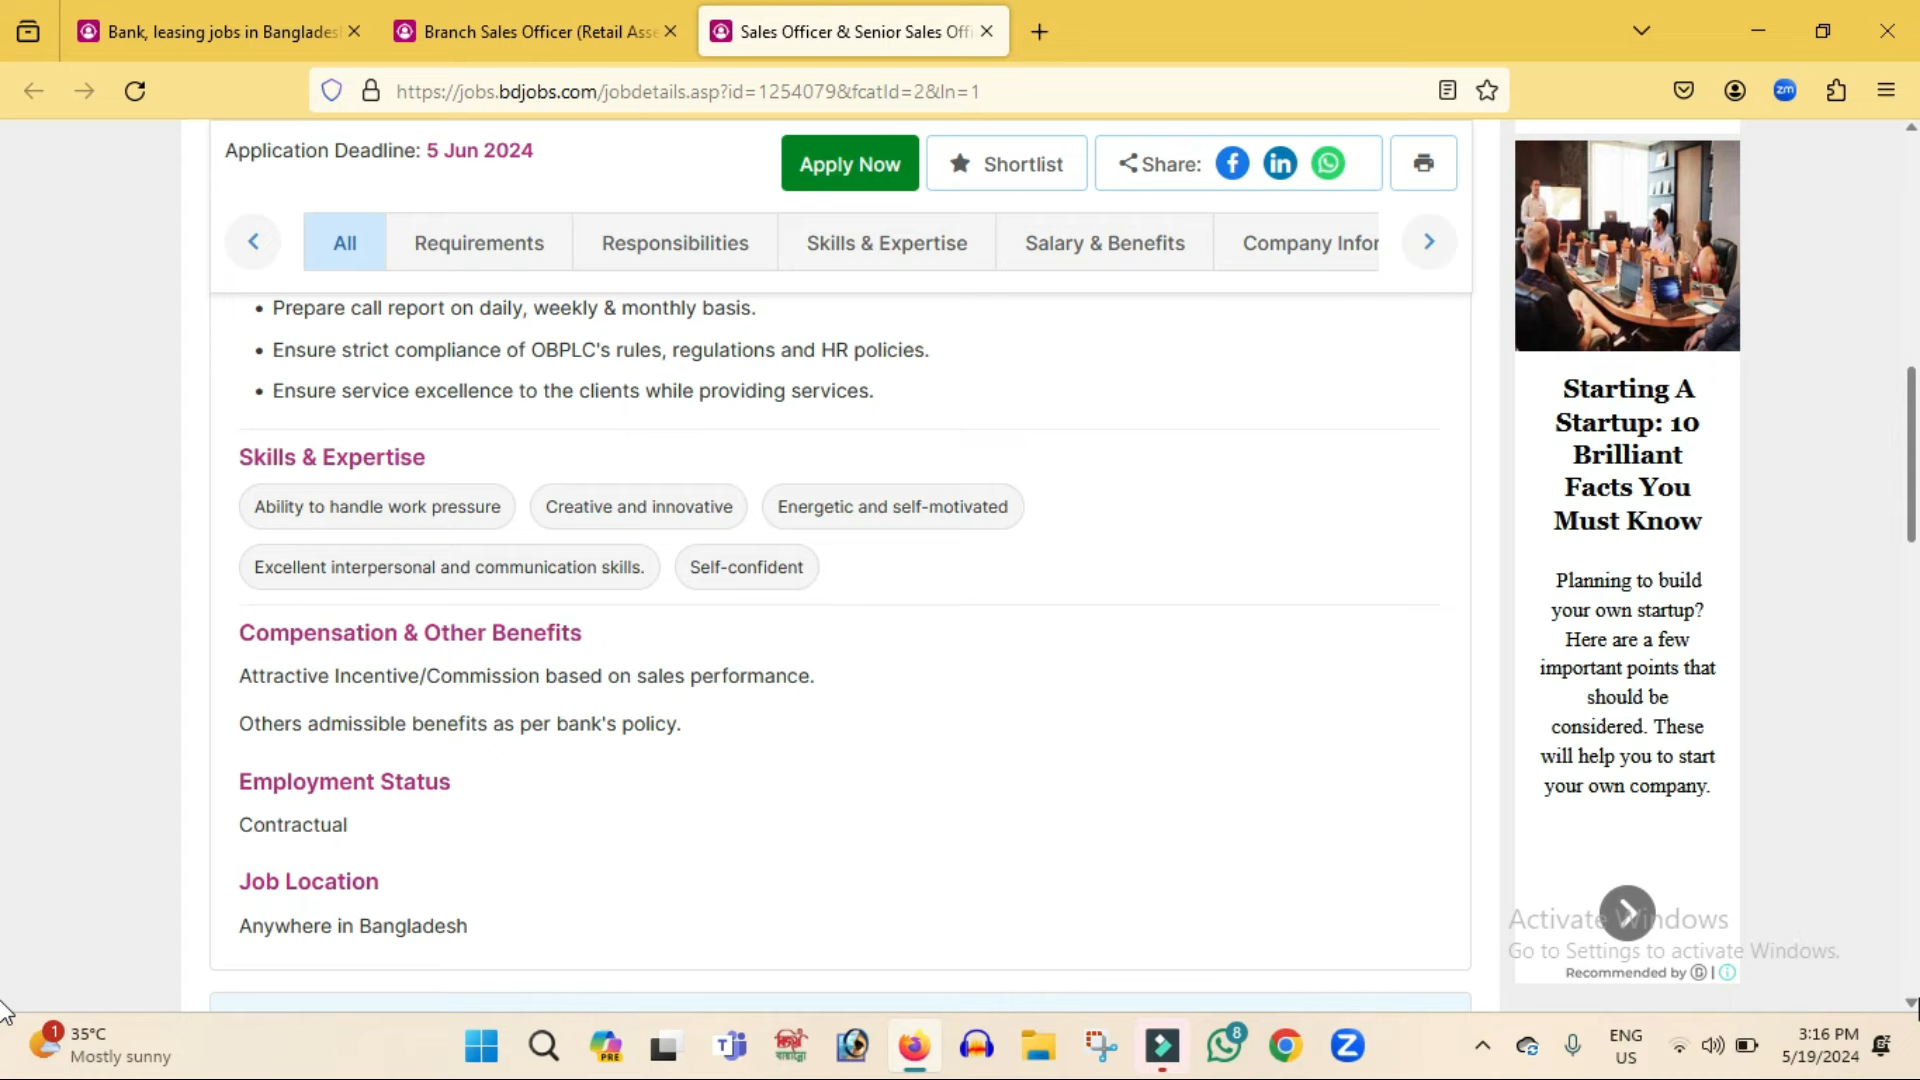 Bank, leasing jobs in Banglades
Branch Sales Officer (Retail Asse
Sales Officer & Senior Sales Offi
https://jobs.bdjobs.com/jobdetails.asp?id=1254079&fcatId=2&ln=1
zm
Application Deadline: 5 Jun 2024
Apply Now
Shortlist
Share:
All
Requirements
Responsibilities
Skills & Expertise
Salary & Benefits
Company Infor
• Prepare call report on daily, weekly & monthly basis.
• Ensure strict compliance of OBPLC's rules, regulations and HR policies.
• Ensure service excellence to the clients while providing services.
Skills & Expertise
Ability to handle work pressure
Creative and innovative
Energetic and self-motivated
Excellent interpersonal and communication skills.
Self-confident
Compensation & Other Benefits
Attractive Incentive/Commission based on sales performance.
Others admissible benefits as per bank's policy.
Employment Status
Contractual
Job Location
Anywhere in Bangladesh
Starting A
Startup: 10
Brilliant
Facts You
Must Know
Planning to build
your own startup?
Here are a few
important points that
should be
considered. These
will help you to start
your own company.
Activate Windows
Go to Settings to activate Windows.
Recommended by
1
35°C
Mostly sunny
PRE
8
ENG
US
3:16 PM
5/19/2024